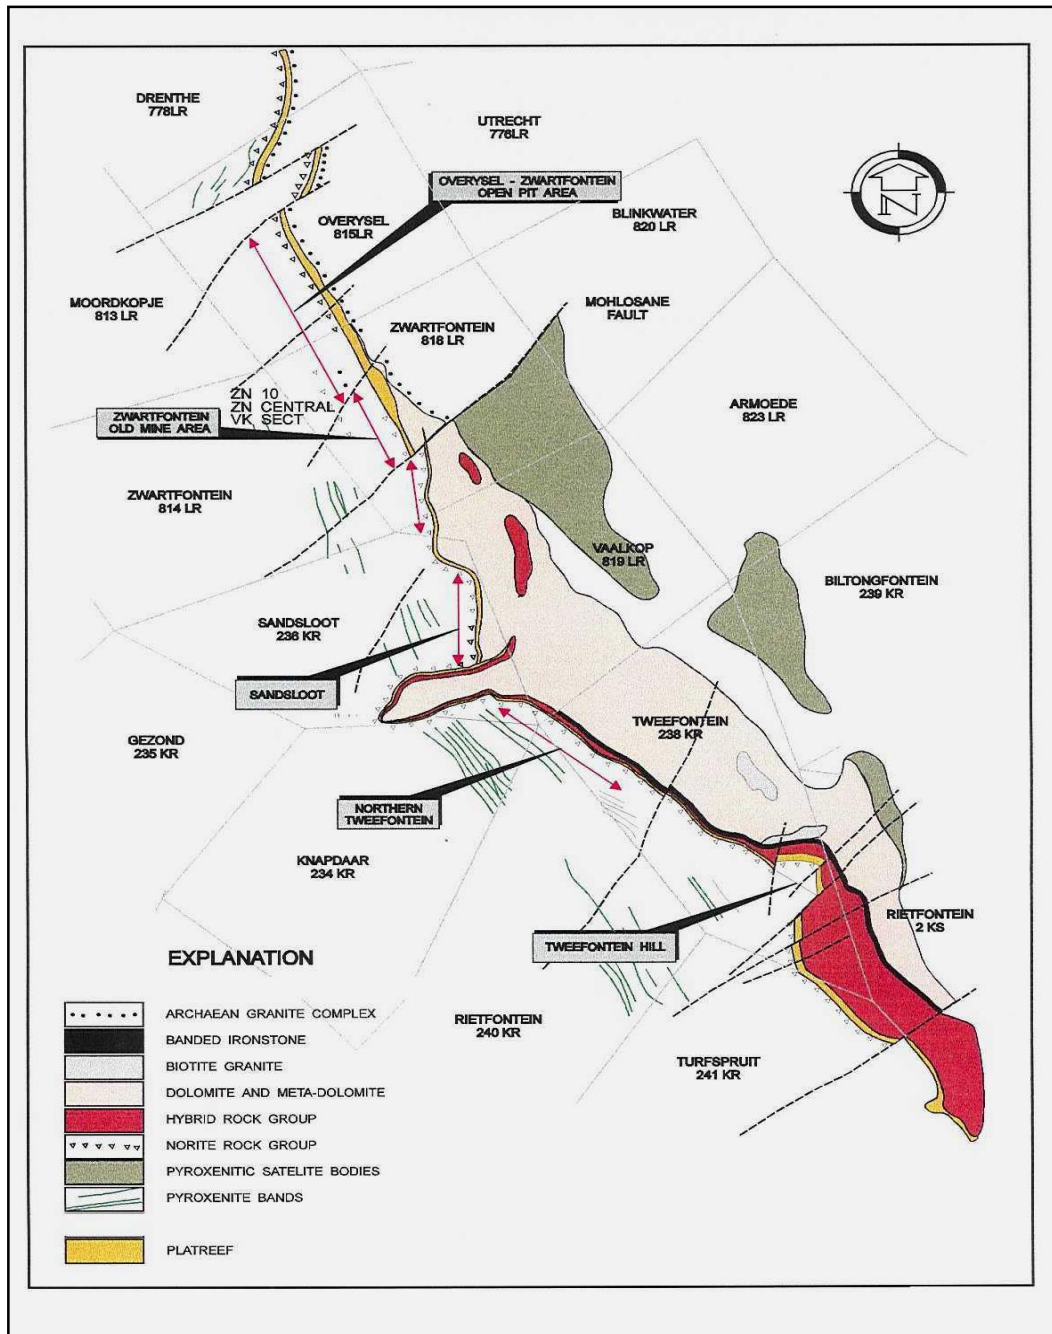 DRENTHE
778LR
UTRECHT
776LR
OVERYSEL - ZWARTFONTEIN
OPEN PIT AREA
OVERYSEL
815LR
BLINKWATER
820 LR
N
MOORDKOPJE
813 LR
MOHLOSANE
FAULT
ZWARTFONTEIN
818 LR
ZN 10
ZN CENTRAL
VK SECT
ZWARTFONTEIN
OLD MINE AREA
ARMOEDE
823 LR
ZWARTFONTEIN
814 LR
VAALKOP
819 LR
BILTONGFONTEIN
239 KR
SANDSLOOT
236 KR
SANDSLOOT
GEZOND
235 KR
TWEEFONTEIN
238 KR
NORTHERN
TWEEFONTEIN
KNAPDAAR
234 KR
RIETFONTEIN
2 KS
TWEEFONTEIN HILL
RIETFONTEIN
240 KR
TURFSPRUIT
241 KR
EXPLANATION
ARCHAEAN GRANITE COMPLEX
BANDED IRONSTONE
BIOTITE GRANITE
DOLOMITE AND META-DOLOMITE
HYBRID ROCK GROUP
NORITE ROCK GROUP
PYROXENITIC SATELITE BODIES
PYROXENITE BANDS
PLATREEF